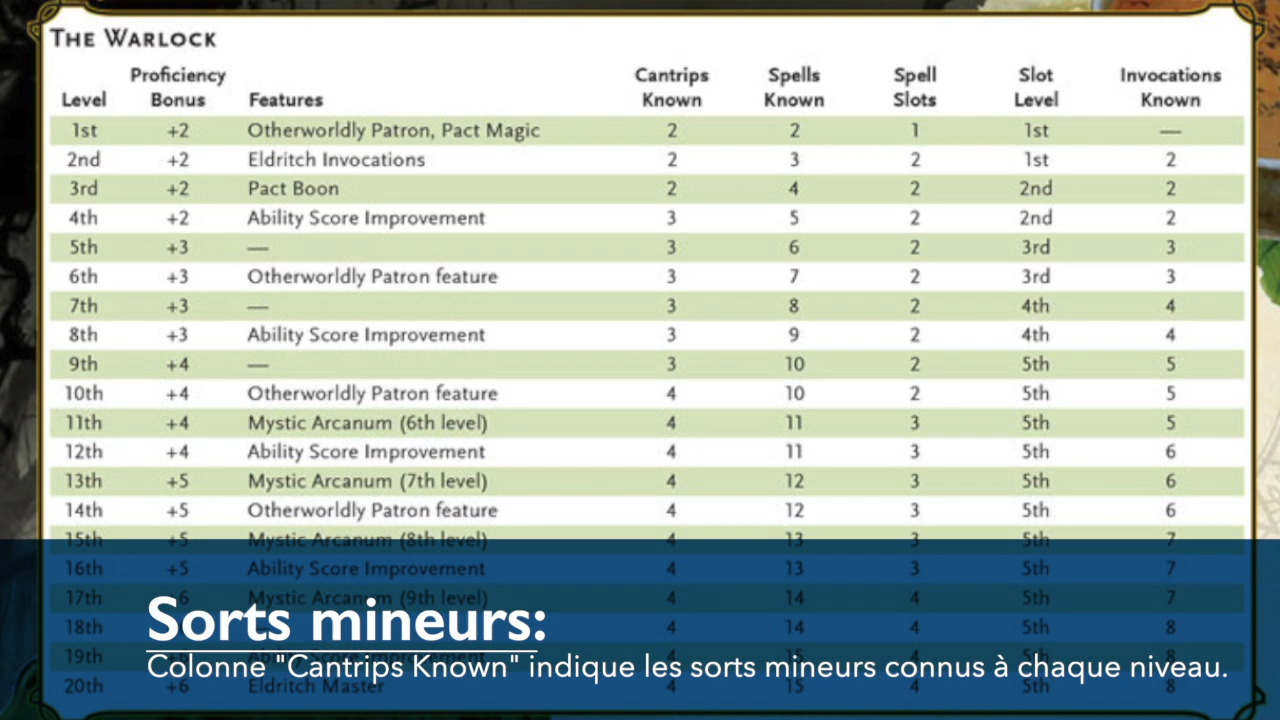 THE WARLOCK
Proficiency Cantrips Spells Spell Slot Invocations
Level Bonus Features Known Known Slots Level Known
1st +2 Otherworldly Patron, Pact Magic 2 2 1 1st —
2nd +2 Eldritch Invocations 2 3 2 1st 2
3rd +2 Pact Boon 2 4 2 2nd 2
4th +2 Ability Score Improvement 3 5 2 2nd 2
5th +3 — 3 6 2 3rd 3
6th +3 Otherworldly Patron feature 3 7 2 3rd 3
7th +3 — 3 8 2 4th 4
8th +3 Ability Score Improvement 3 9 2 4th 4
9th +4 — 3 10 2 5th 5
10th +4 Otherworldly Patron feature 4 10 2 5th 5
11th +4 Mystic Arcanum (6th level) 4 11 3 5th 5
12th +4 Ability Score Improvement 4 11 3 5th 6
13th +5 Mystic Arcanum (7th level) 4 12 3 5th 6
14th +5 Otherworldly Patron feature 4 12 3 5th 6
15th +5 Mystic Arcanum (8th level) 4 13 3 5th 7
16th +5 Ability Score Improvement 4 13 3 5th 7
17th +6 Mystic Arcanum (9th level) 4 14 4 5th 7
18th 4 14 4 5th 8
Sorts mineurs:
19th 4 15 4 5th 8
Colonne "Cantrips Known" indique les sorts mineurs connus à chaque niveau.
20th +6 Eldritch Master 4 15 4 5th 8